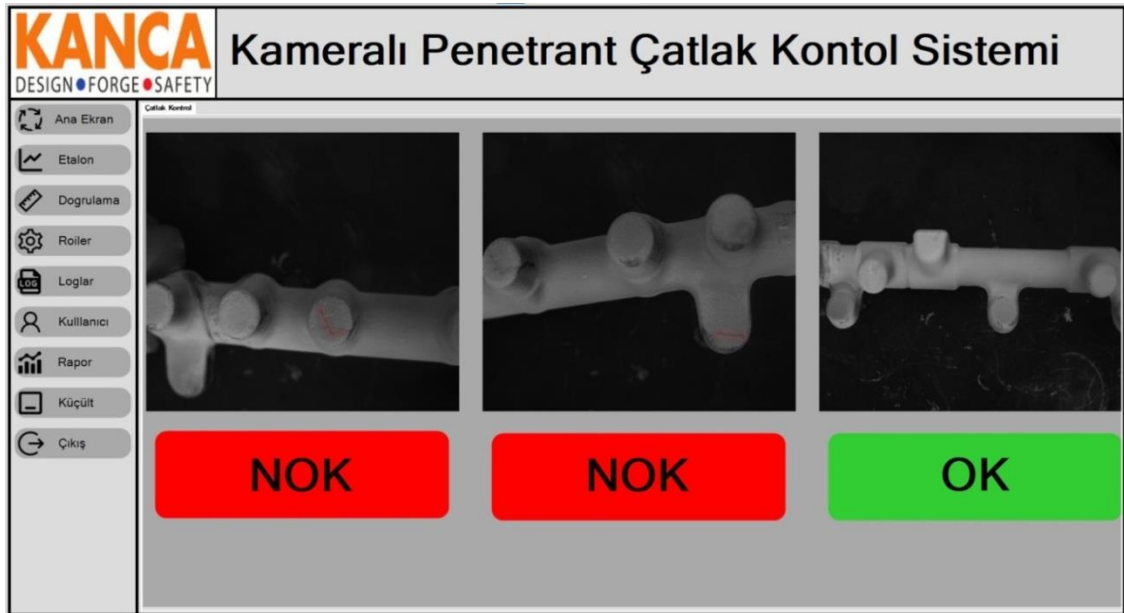 KANCA
DESIGN●FORGE●SAFETY
Kameralı Penetrant Çatlak Kontol Sistemi
Çatlak Kontrol
Ana Ekran
Etalon
Dogrulama
Roiler
LOG
Loglar
Kulllanıcı
Rapor
Küçült
Çıkış
NOK
NOK
OK